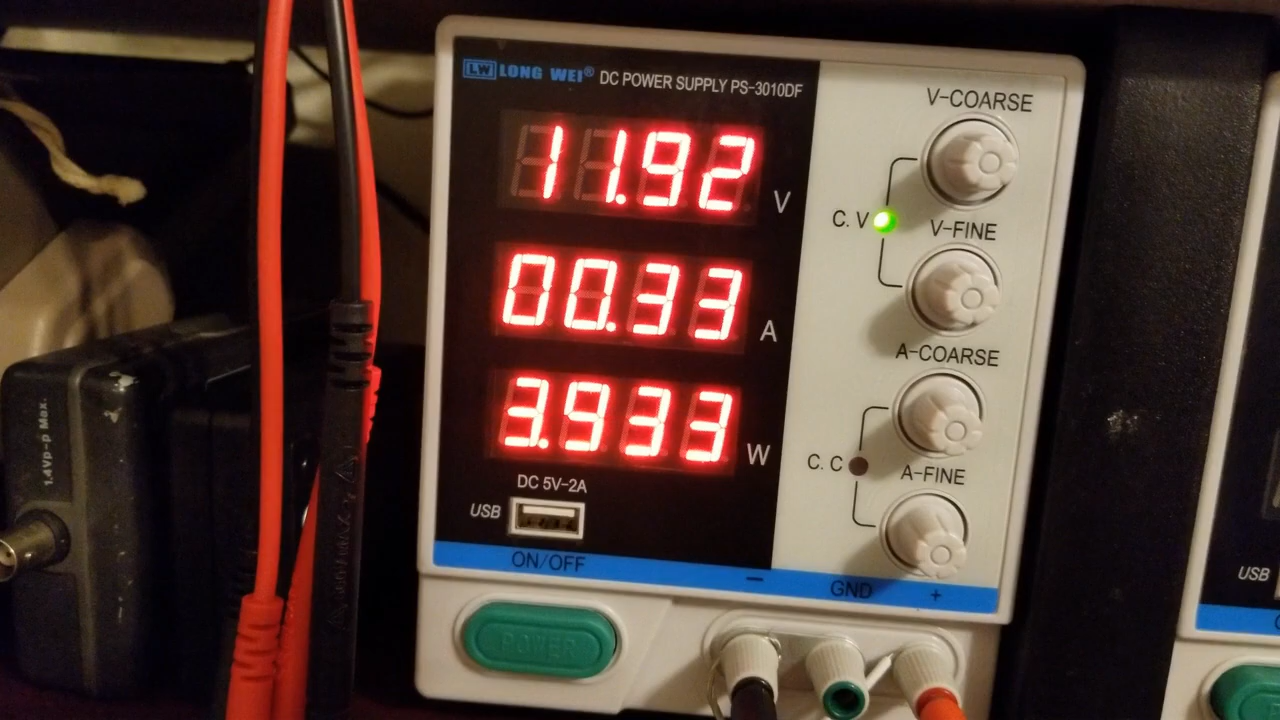 LW LONG WEI® DC POWER SUPPLY PS-3010DF
11.92 V
00.33 A
3.933 W
DC 5V-2A
USB
ON/OFF
POWER
V-COARSE
C.V
V-FINE
A-COARSE
C.C
A-FINE
− GND +
1.4Vp-p Max.
USB